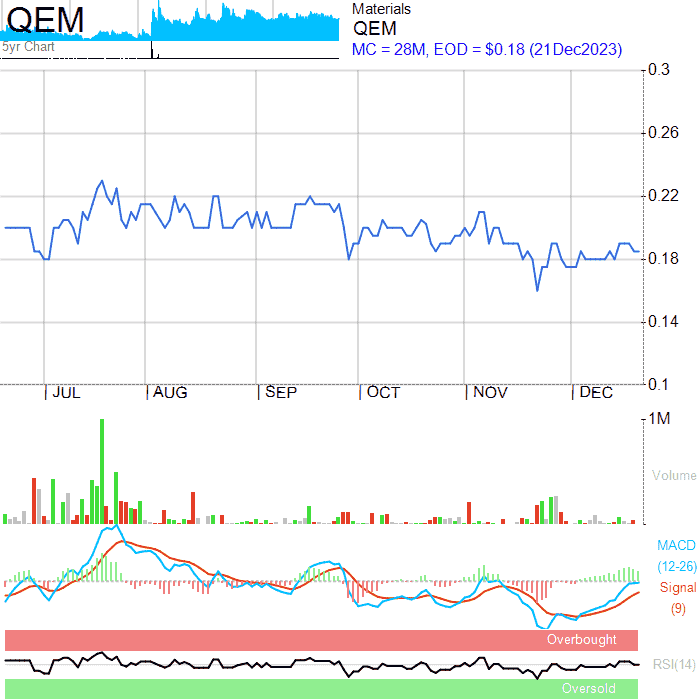 QEM
5yr Chart
Materials
QEM
MC = 28M, EOD = $0.18 (21Dec2023)
0.3
0.26
0.22
0.18
0.14
0.1
JUL
AUG
SEP
OCT
NOV
DEC
1M
Volume
MACD
(12-26)
Signal
(9)
Overbought
RSI(14)
Oversold